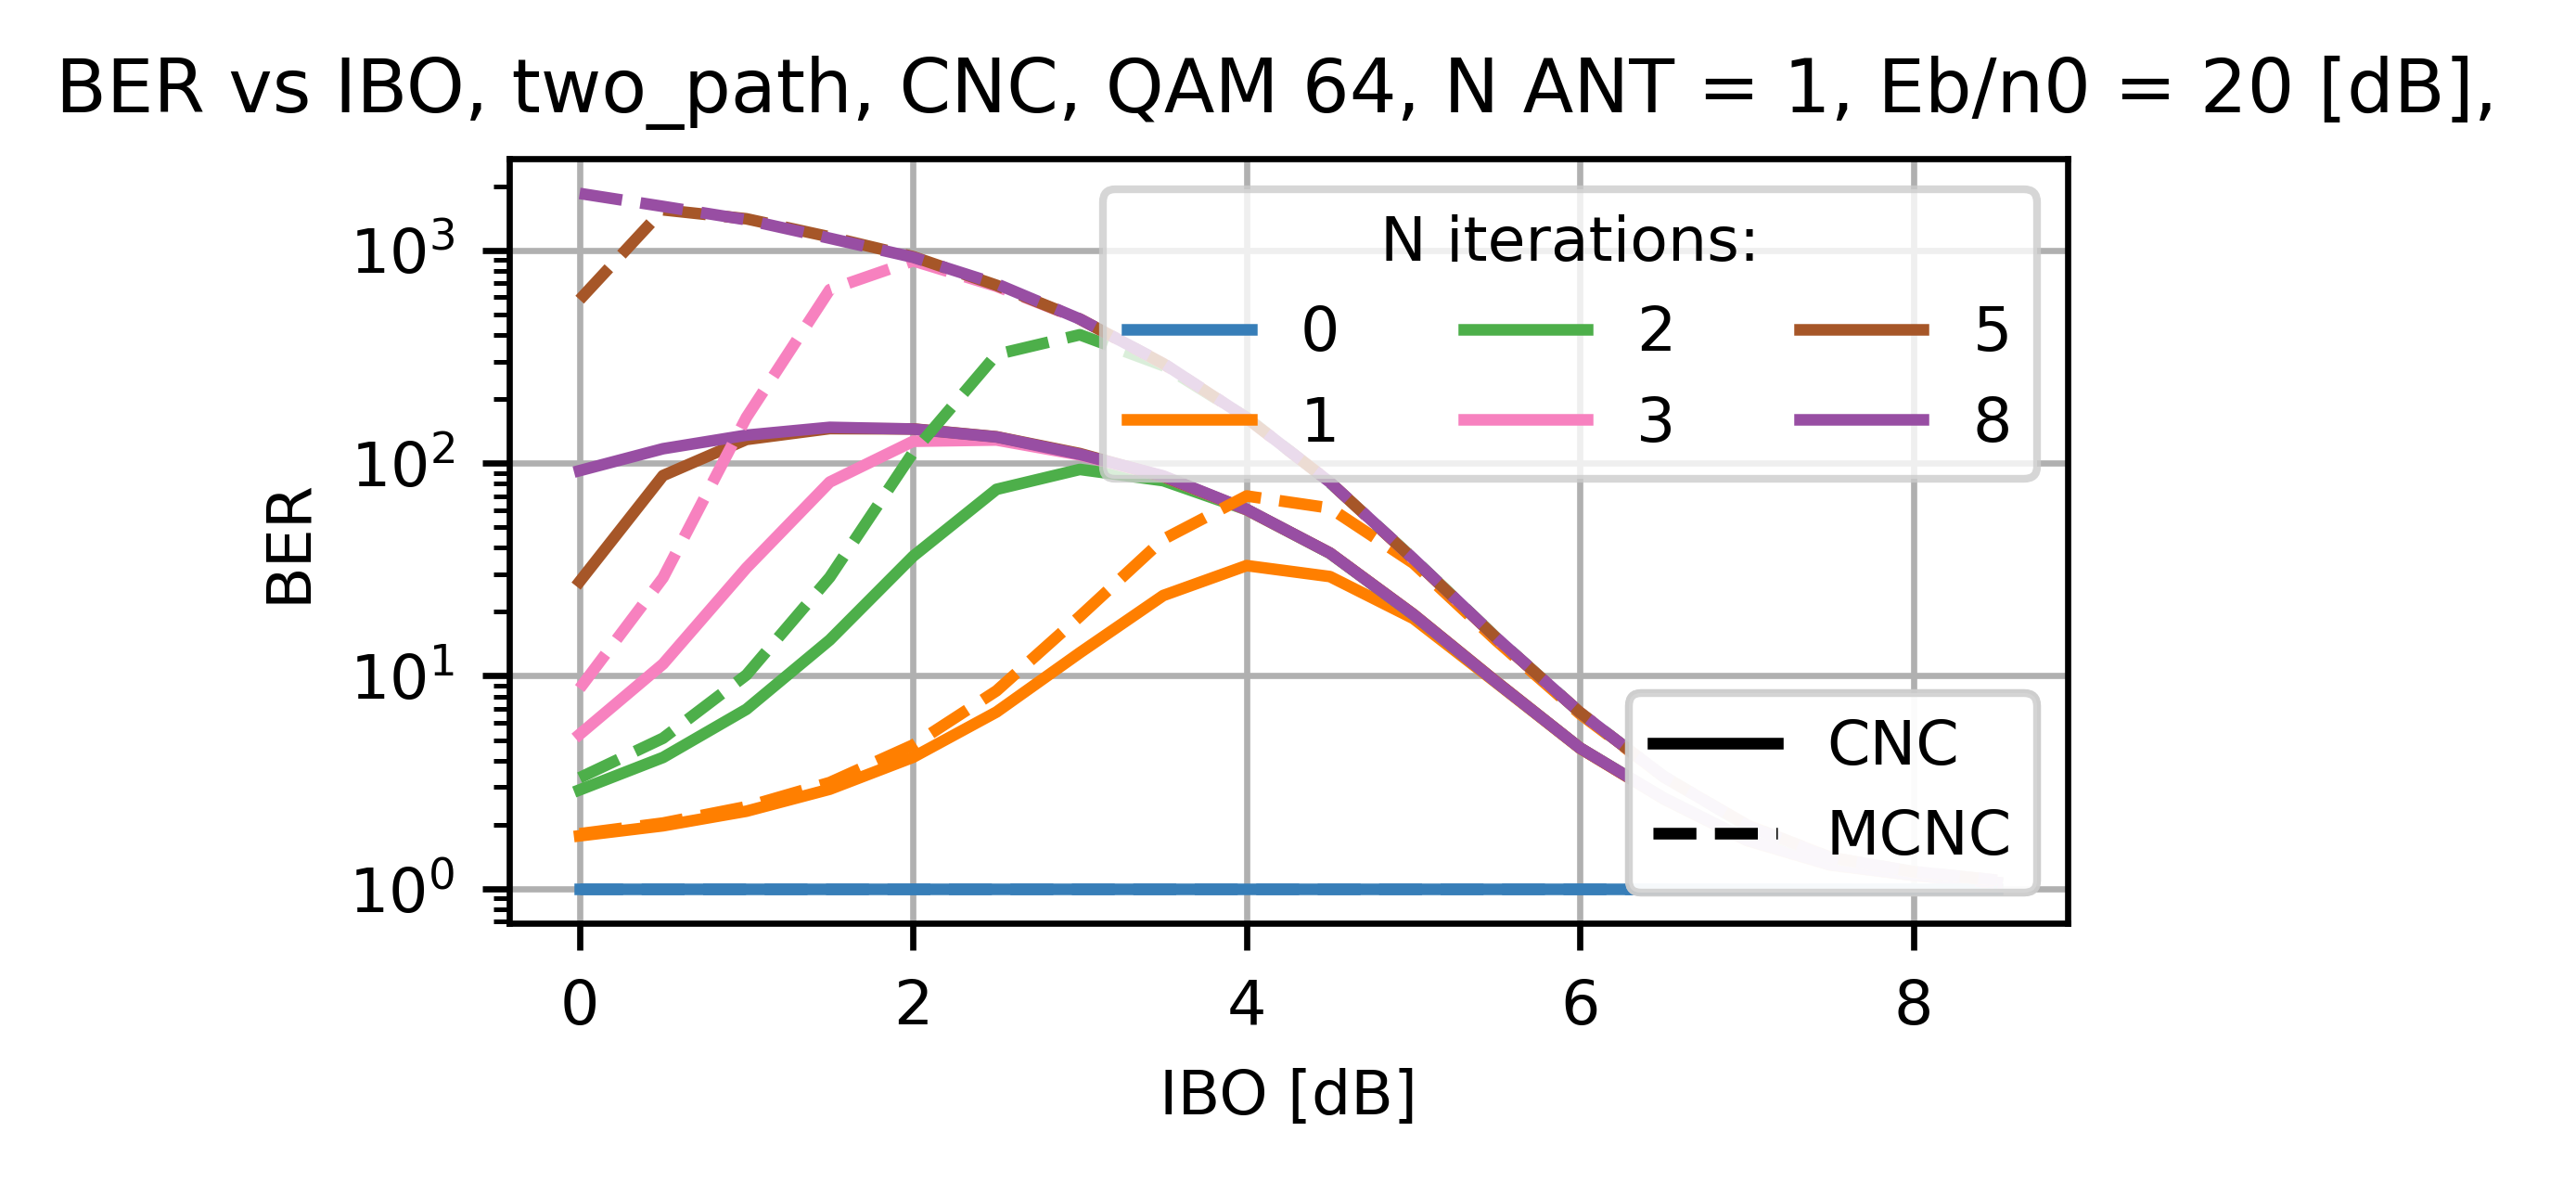 BER vs IBO, two_path, CNC, QAM 64, N ANT = 1, Eb/n0 = 20 [dB],
N iterations:
0 2 5
1 3 8
10³
10²
10¹
10⁰
BER
CNC
MCNC
0 2 4 6 8
IBO [dB]